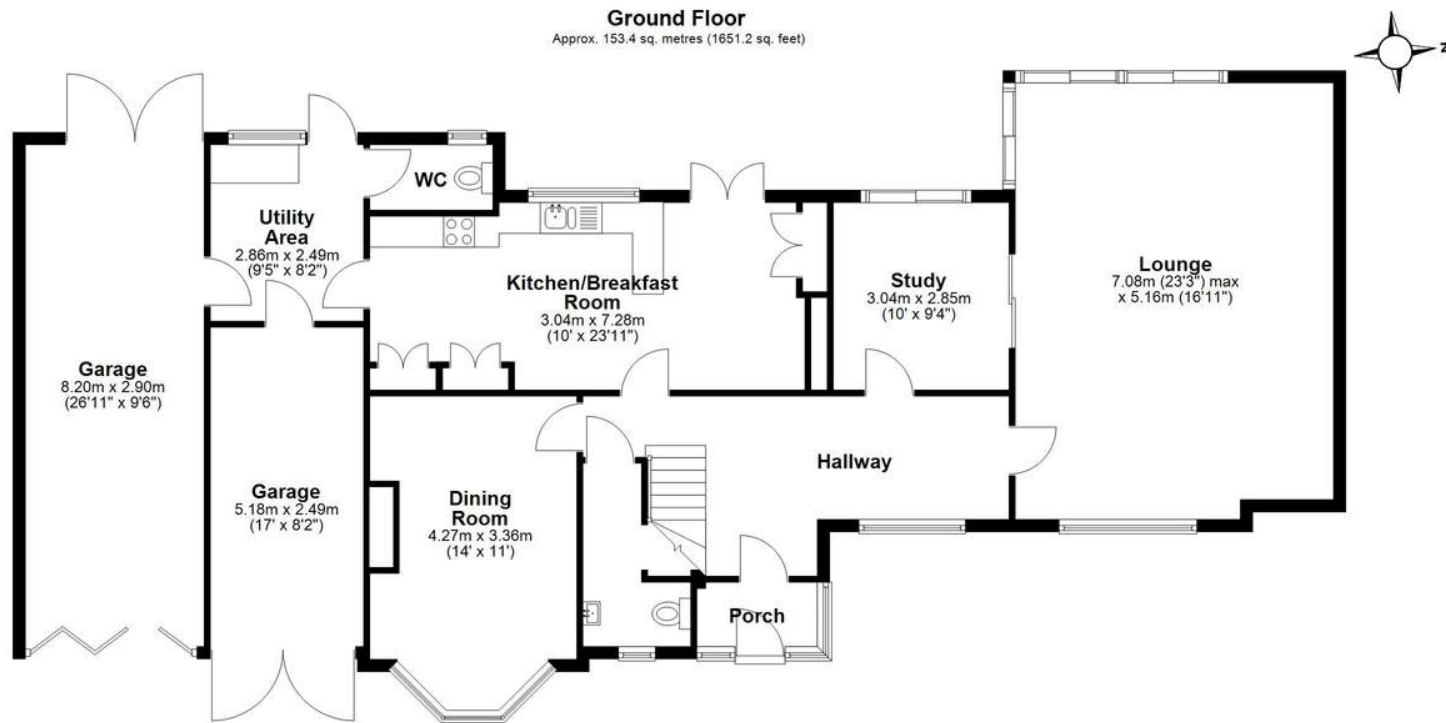 Ground Floor
Approx. 153.4 sq. metres (1651.2 sq. feet)
N
WC
Utility
Area
2.86m x 2.49m
(9'5" x 8'2")
Kitchen/Breakfast
Room
3.04m x 7.28m
(10' x 23'11")
Study
3.04m x 2.85m
(10' x 9'4")
Lounge
7.08m (23'3") max
x 5.16m (16'11")
Garage
8.20m x 2.90m
(26'11" x 9'6")
Garage
5.18m x 2.49m
(17' x 8'2")
Dining
Room
4.27m x 3.36m
(14' x 11')
Hallway
Porch